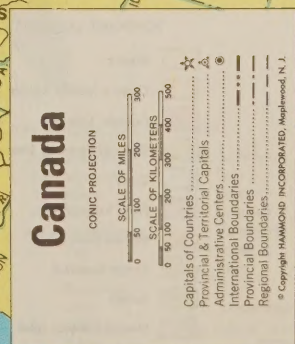 Canada
CONIC PROJECTION
SCALE OF MILES
0 50 100 200 300
SCALE OF KILOMETERS
0 50 100 200 300 400 500
Capitals of Countries
Provincial & Territorial Capitals
Administrative Centers
International Boundaries
Provincial Boundaries
Regional Boundaries
© Copyright HAMMOND INCORPORATED, Maplewood, N. J.